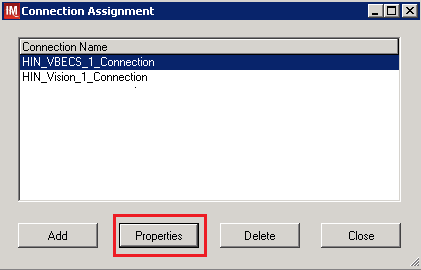 IM Connection Assignment
Connection Name
HIN_VBECS_1_Connection
HIN_Vision_1_Connection
Add Properties Delete Close